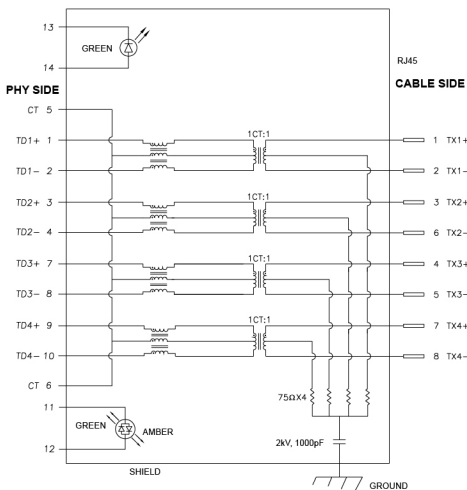 13
GREEN
14
RJ45
PHY SIDE
CABLE SIDE
CT 5
TD1+ 1
1CT:1
1 TX1+
TD1- 2
2 TX1-
TD2+ 3
1CT:1
3 TX2+
TD2- 4
6 TX2-
TD3+ 7
1CT:1
4 TX3+
TD3- 8
5 TX3-
TD4+ 9
1CT:1
7 TX4+
TD4- 10
8 TX4-
CT 6
75ΩX4
11
GREEN
AMBER
12
2kV, 1000pF
SHIELD
GROUND